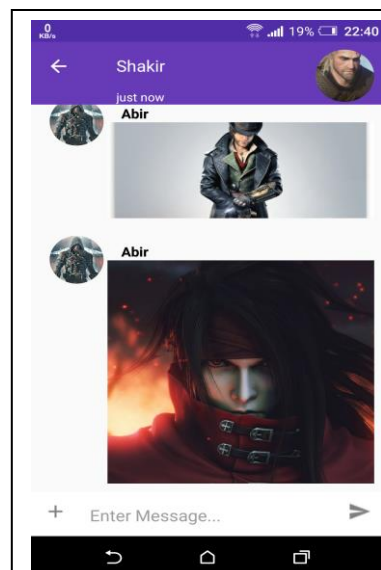 0
KB/s
19% 22:40
Shakir
just now
Abir
Abir
Enter Message...